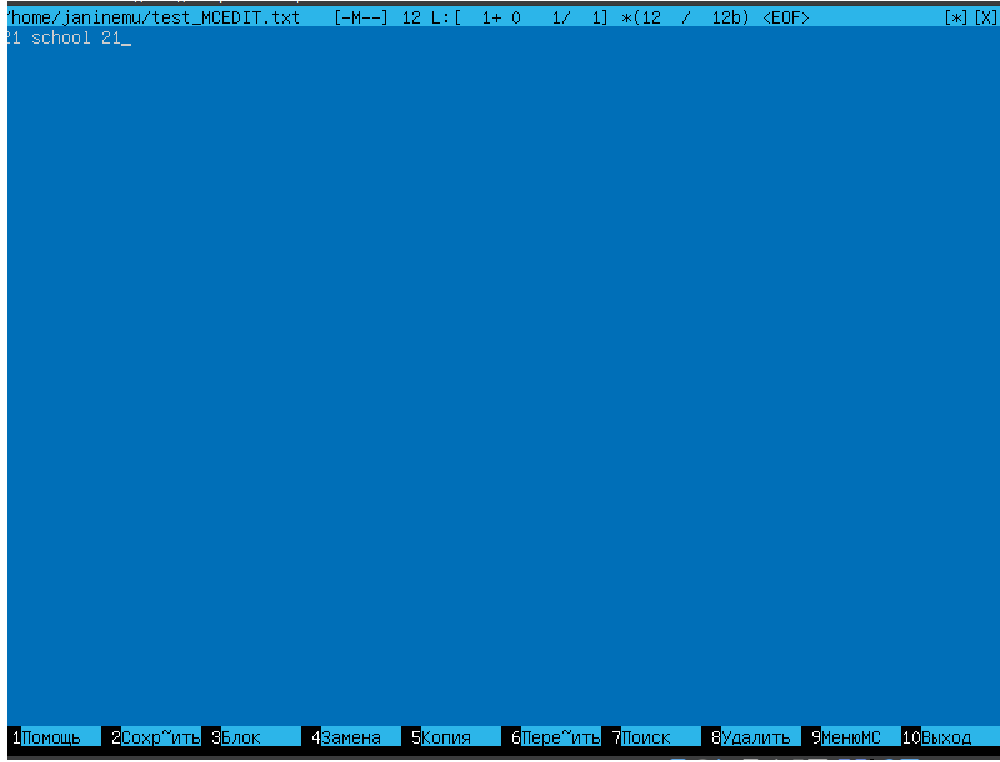 /home/janinemu/test_MCEDIT.txt [-M--] 12 L:[ 1+ 0 1/ 1] *(12 / 12b) <EOF> [*][X]
21 school 21_
1Помощь 2Сохр~ить 3Блок 4Замена 5Копия 6Пере~ить 7Поиск 8Удалить 9МенюMC 10Выход